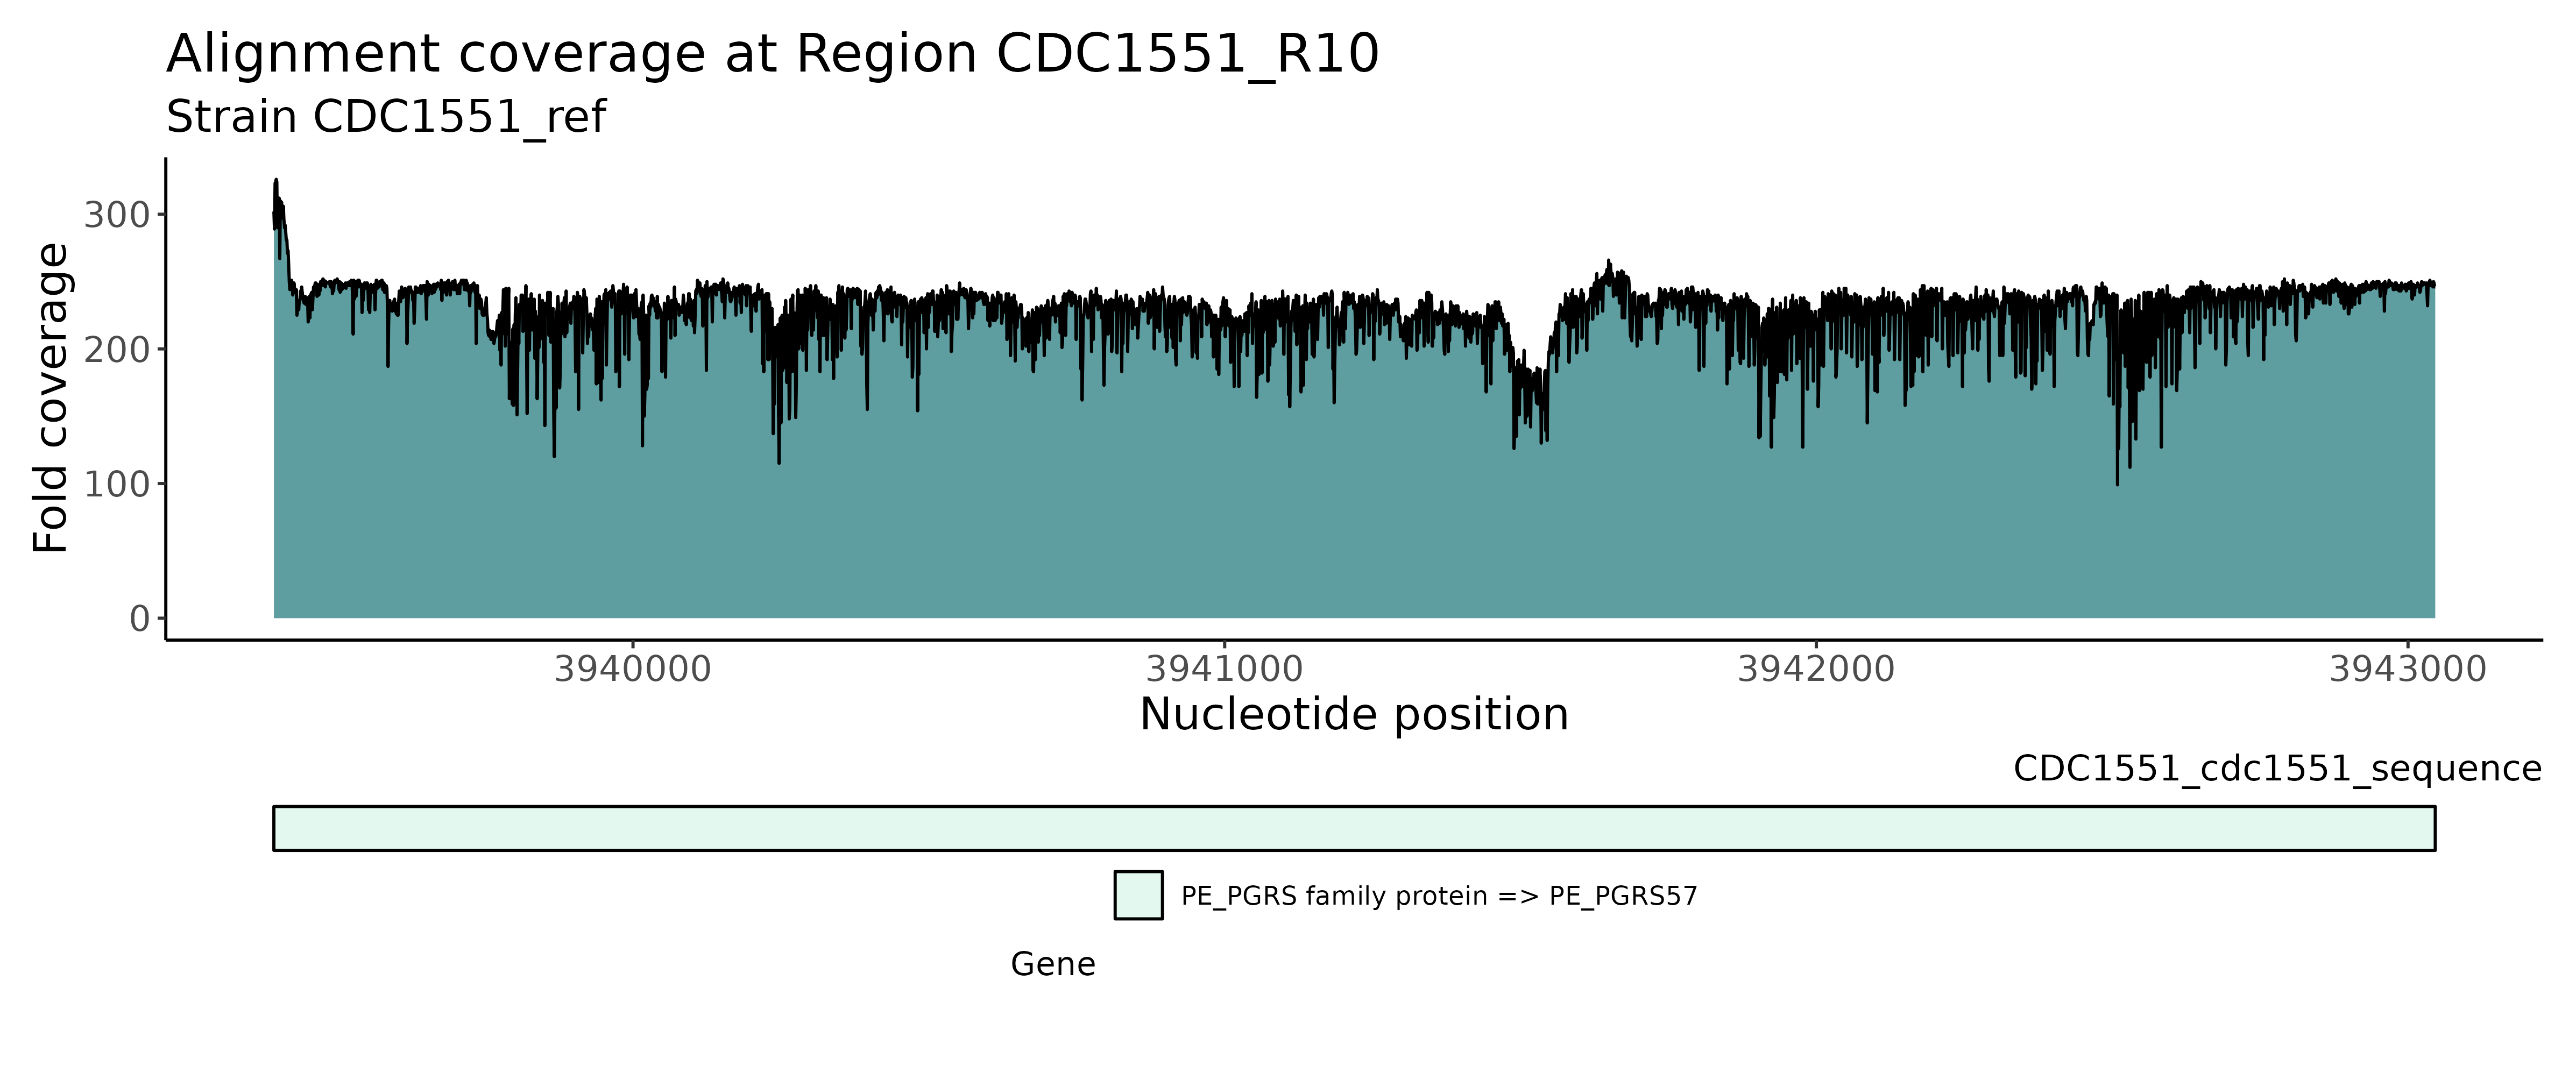 Alignment coverage at Region CDC1551_R10
Strain CDC1551_ref
Fold coverage
300
200
100
0
3940000 3941000 3942000 3943000
Nucleotide position
CDC1551_cdc1551_sequence
PE_PGRS family protein => PE_PGRS57
Gene